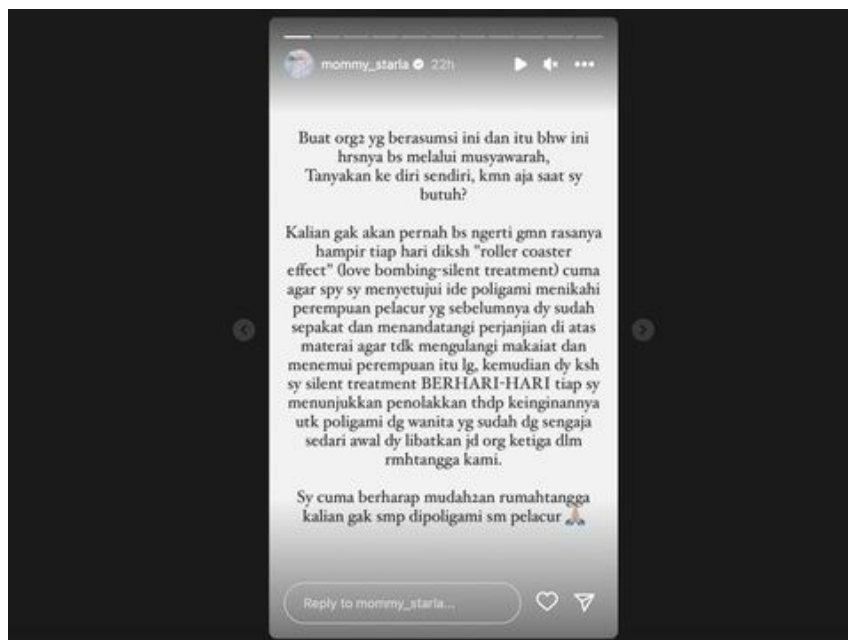 mommy_starla 22h
Buat org2 yg berasumsi ini dan itu bhw ini
hrsnya bs melalui musyawarah,
Tanyakan ke diri sendiri, kmn aja saat sy
butuh?
Kalian gak akan pernah bs ngerti gmn rasanya
hampir tiap hari diksh "roller coaster
effect" (love bombing-silent treatment) cuma
agar spy sy menyetujui ide poligami menikahi
perempuan pelacur yg sebelumnya dy sudah
sepakat dan menandatangi perjanjian di atas
materai agar tdk mengulangi makaiat dan
menemui perempuan itu lg, kemudian dy ksh
sy silent treatment BERHARI-HARI tiap sy
menunjukkan penolakkan thdp keinginannya
utk poligami dg wanita yg sudah dg sengaja
sedari awal dy libatkan jd org ketiga dlm
rmhtangga kami.
Sy cuma berharap mudah2an rumahtangga
kalian gak smp dipoligami sm pelacur 🙏🏼
Reply to mommy_starla...